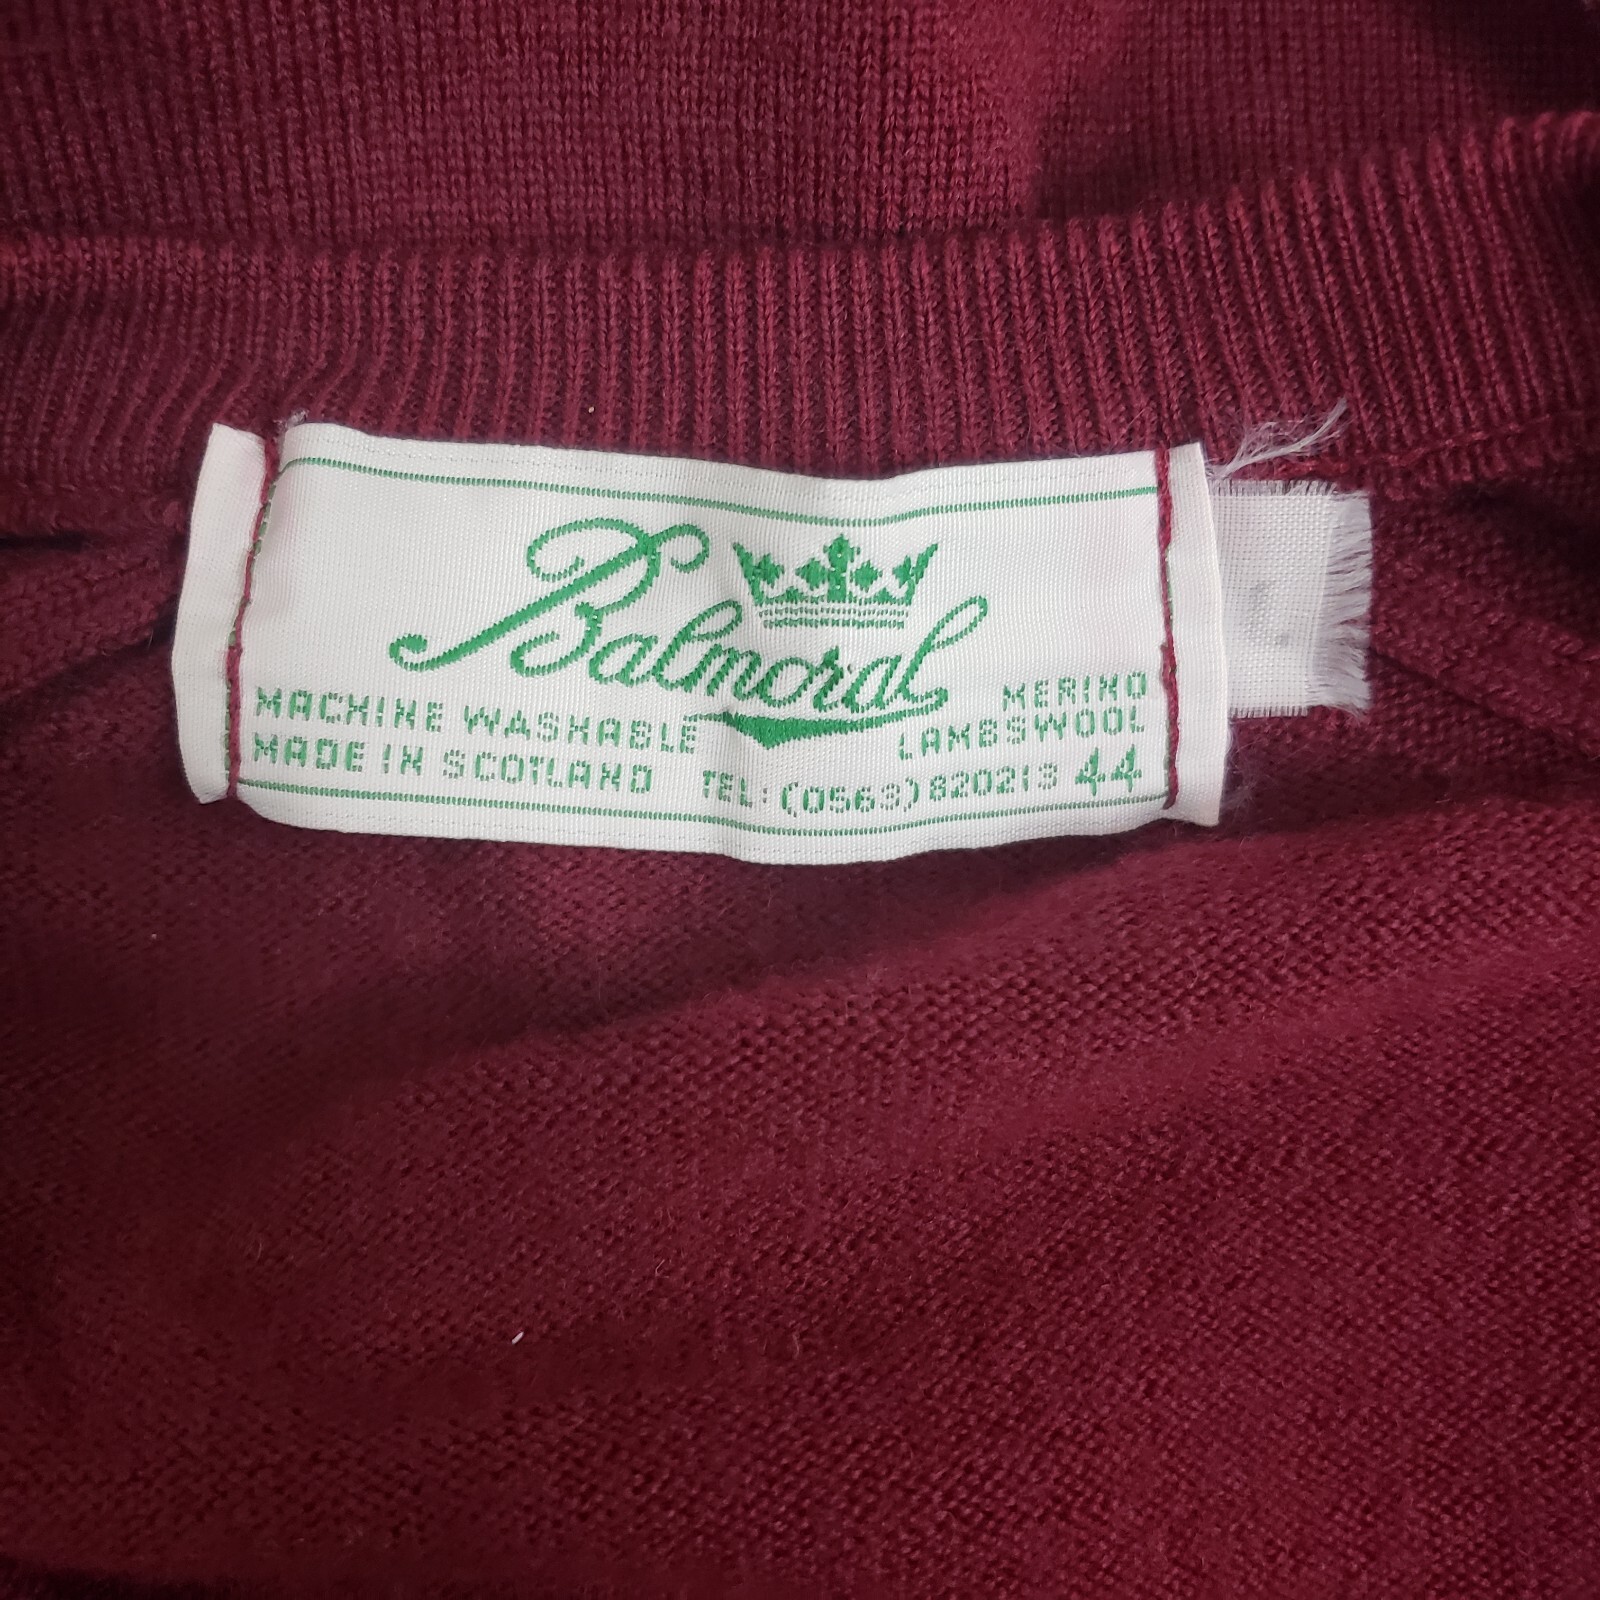 Balmoral
MACHINE WASHABLE
MADE IN SCOTLAND
MERINO
LAMBSWOOL
TEL: (0563) 820213 44